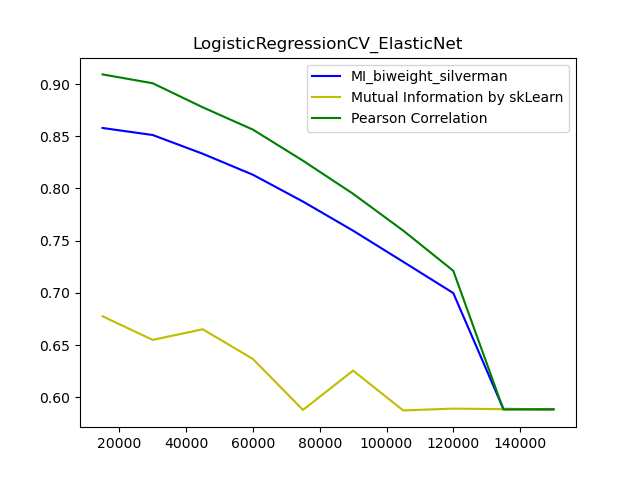 LogisticRegressionCV_ElasticNet
MI_biweight_silverman
Mutual Information by skLearn
Pearson Correlation
0.90
0.85
0.80
0.75
0.70
0.65
0.60
20000 40000 60000 80000 100000 120000 140000